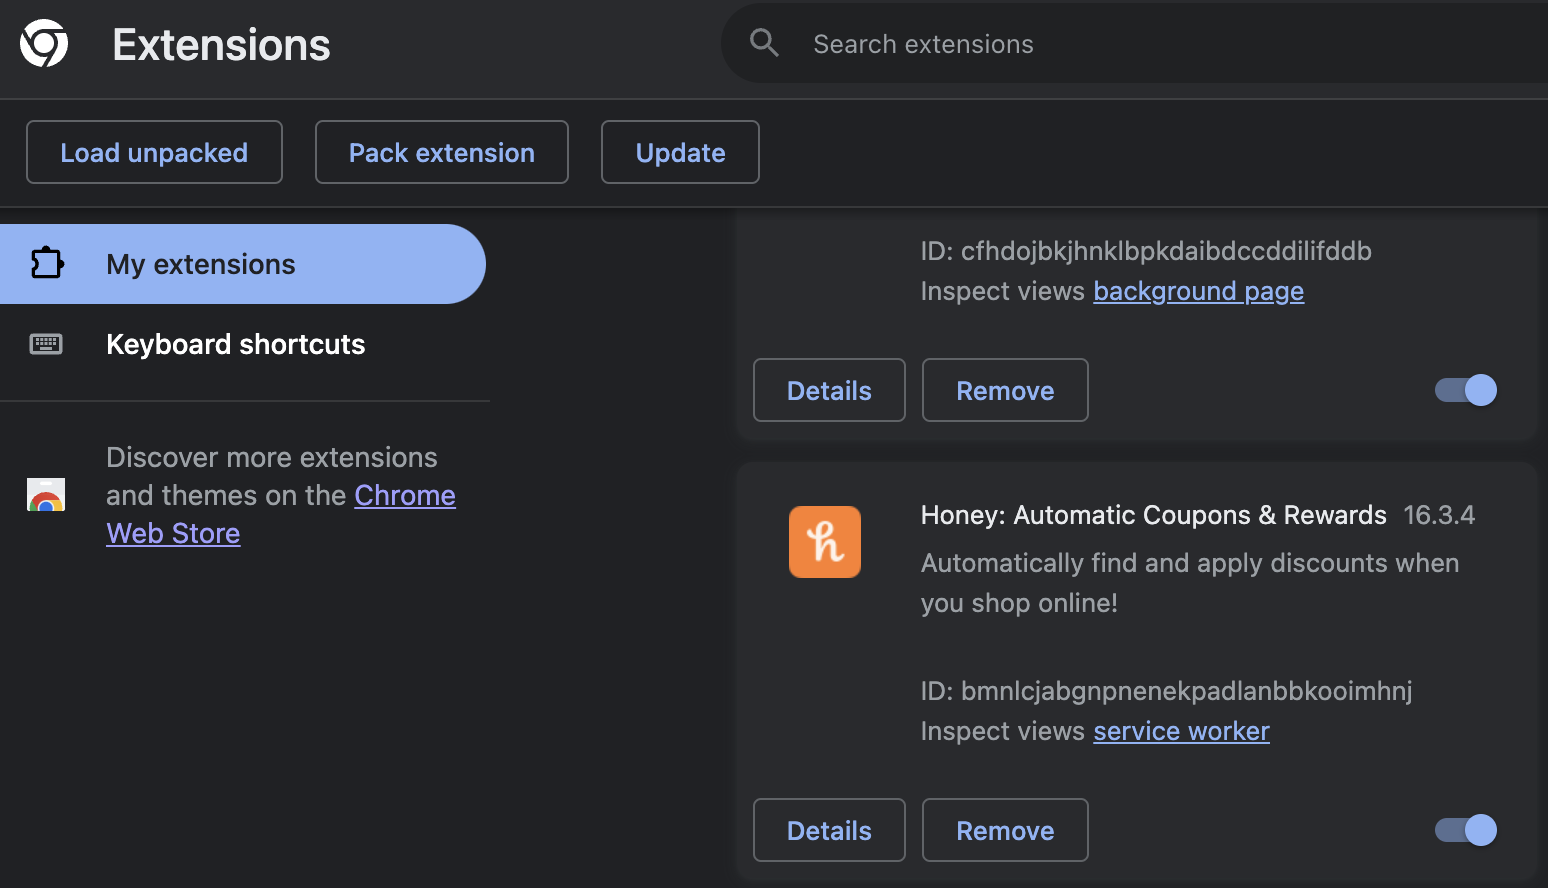 Extensions
Search extensions
Load unpacked
Pack extension
Update
My extensions
Keyboard shortcuts
Discover more extensions
and themes on the Chrome
Web Store
ID: cfhdojbkjhnklbpkdaibdccddilifddb
Inspect views background page
Details
Remove
h
Honey: Automatic Coupons & Rewards 16.3.4
Automatically find and apply discounts when
you shop online!
ID: bmnlcjabgnpnenekpadlanbbkooimhnj
Inspect views service worker
Details
Remove